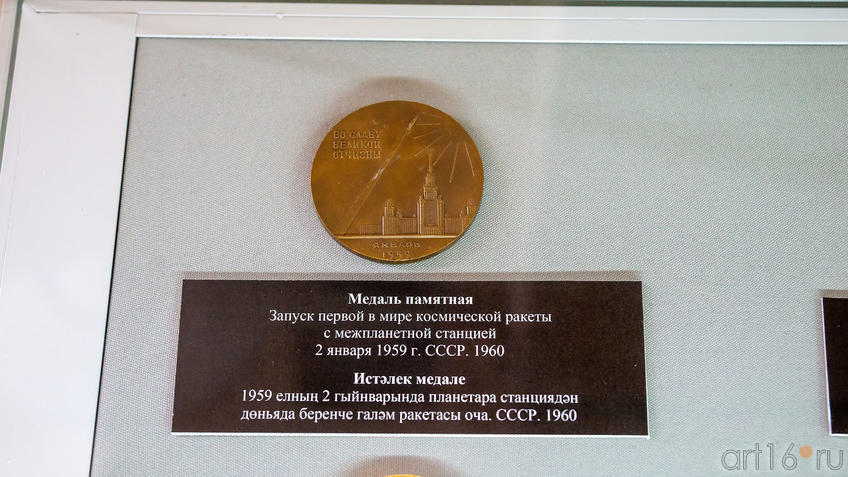 ВО СЛАВУ
ВЕЛИКОЙ
ОТЧИЗНЫ
ЯНВАРЬ
1959
Медаль памятная
Запуск первой в мире космической ракеты
с межпланетной станцией
2 января 1959 г. СССР. 1960
Истәлек медале
1959 елның 2 гыйнварында планетара станциядән
дөньяда беренче галәм ракетасы оча. СССР. 1960
art16.ru